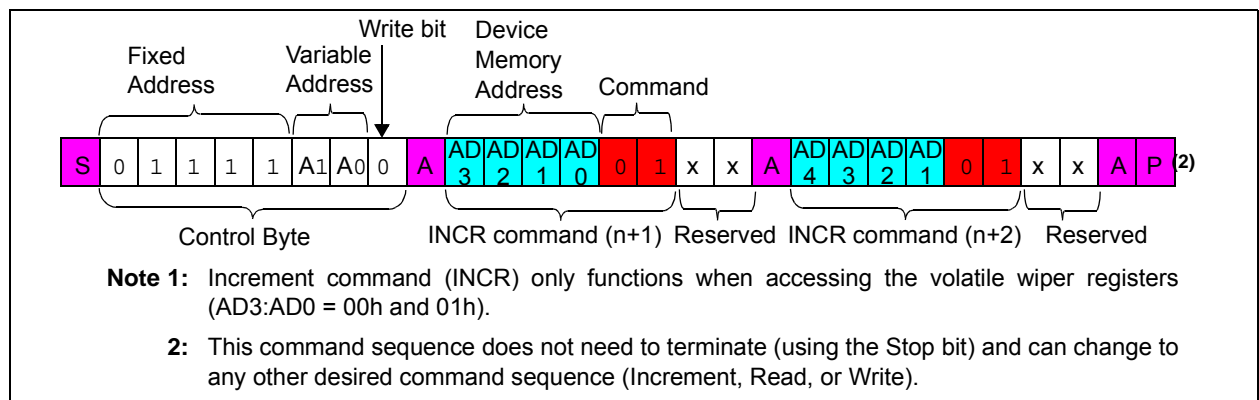 Write bit
Device
Memory
Address
Fixed
Address
Variable
Address
Command
S 0 1 1 1 1 A1 A0 0 A AD3 AD2 AD1 AD0 0 1 x x A AD4 AD3 AD2 AD1 0 1 x x A P (2)
Control Byte INCR command (n+1) Reserved INCR command (n+2) Reserved
Note 1: Increment command (INCR) only functions when accessing the volatile wiper registers
(AD3:AD0 = 00h and 01h).
2: This command sequence does not need to terminate (using the Stop bit) and can change to
any other desired command sequence (Increment, Read, or Write).